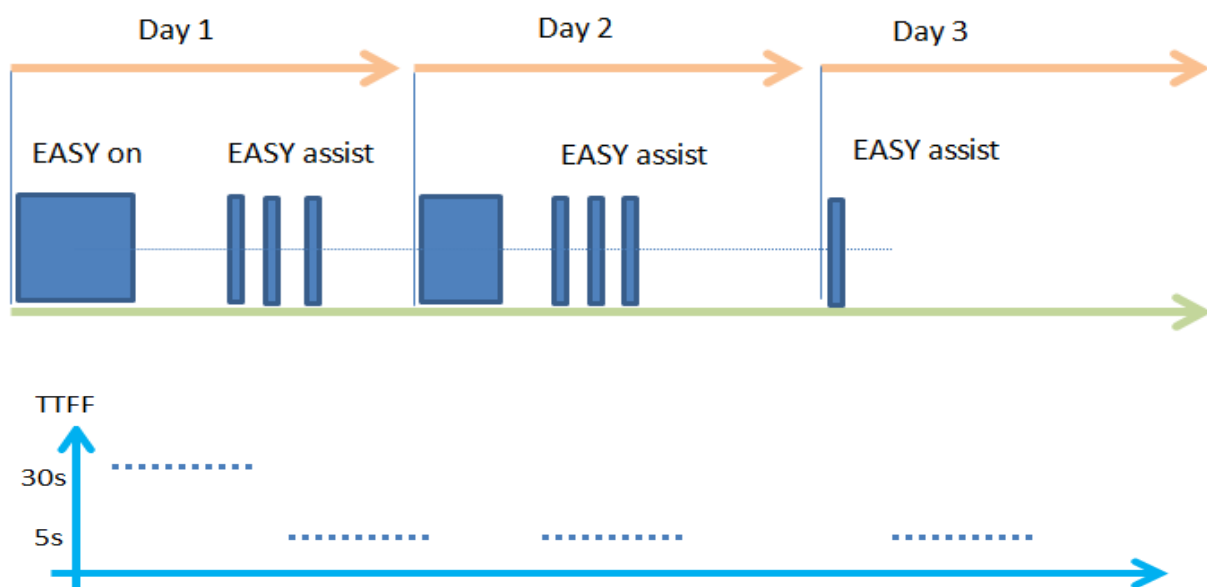 Day 1
Day 2
Day 3
EASY on
EASY assist
EASY assist
EASY assist
TTFF
30s
5s